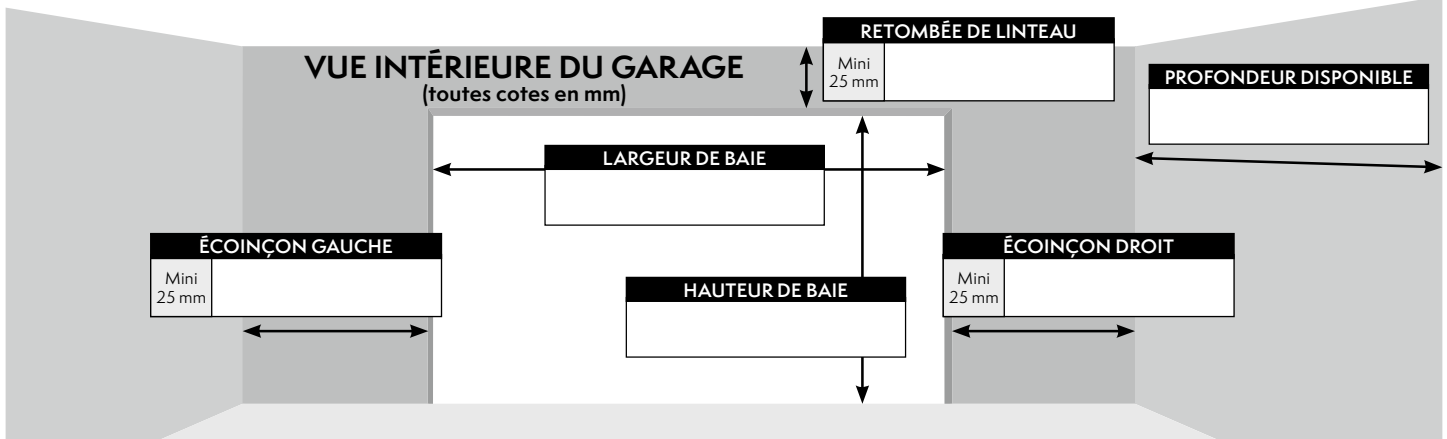 VUE INTÉRIEURE DU GARAGE
(toutes cotes en mm)
RETOMBÉE DE LINTEAU
Mini
25 mm
PROFONDEUR DISPONIBLE
LARGEUR DE BAIE
ÉCOINÇON GAUCHE
Mini
25 mm
HAUTEUR DE BAIE
ÉCOINÇON DROIT
Mini
25 mm